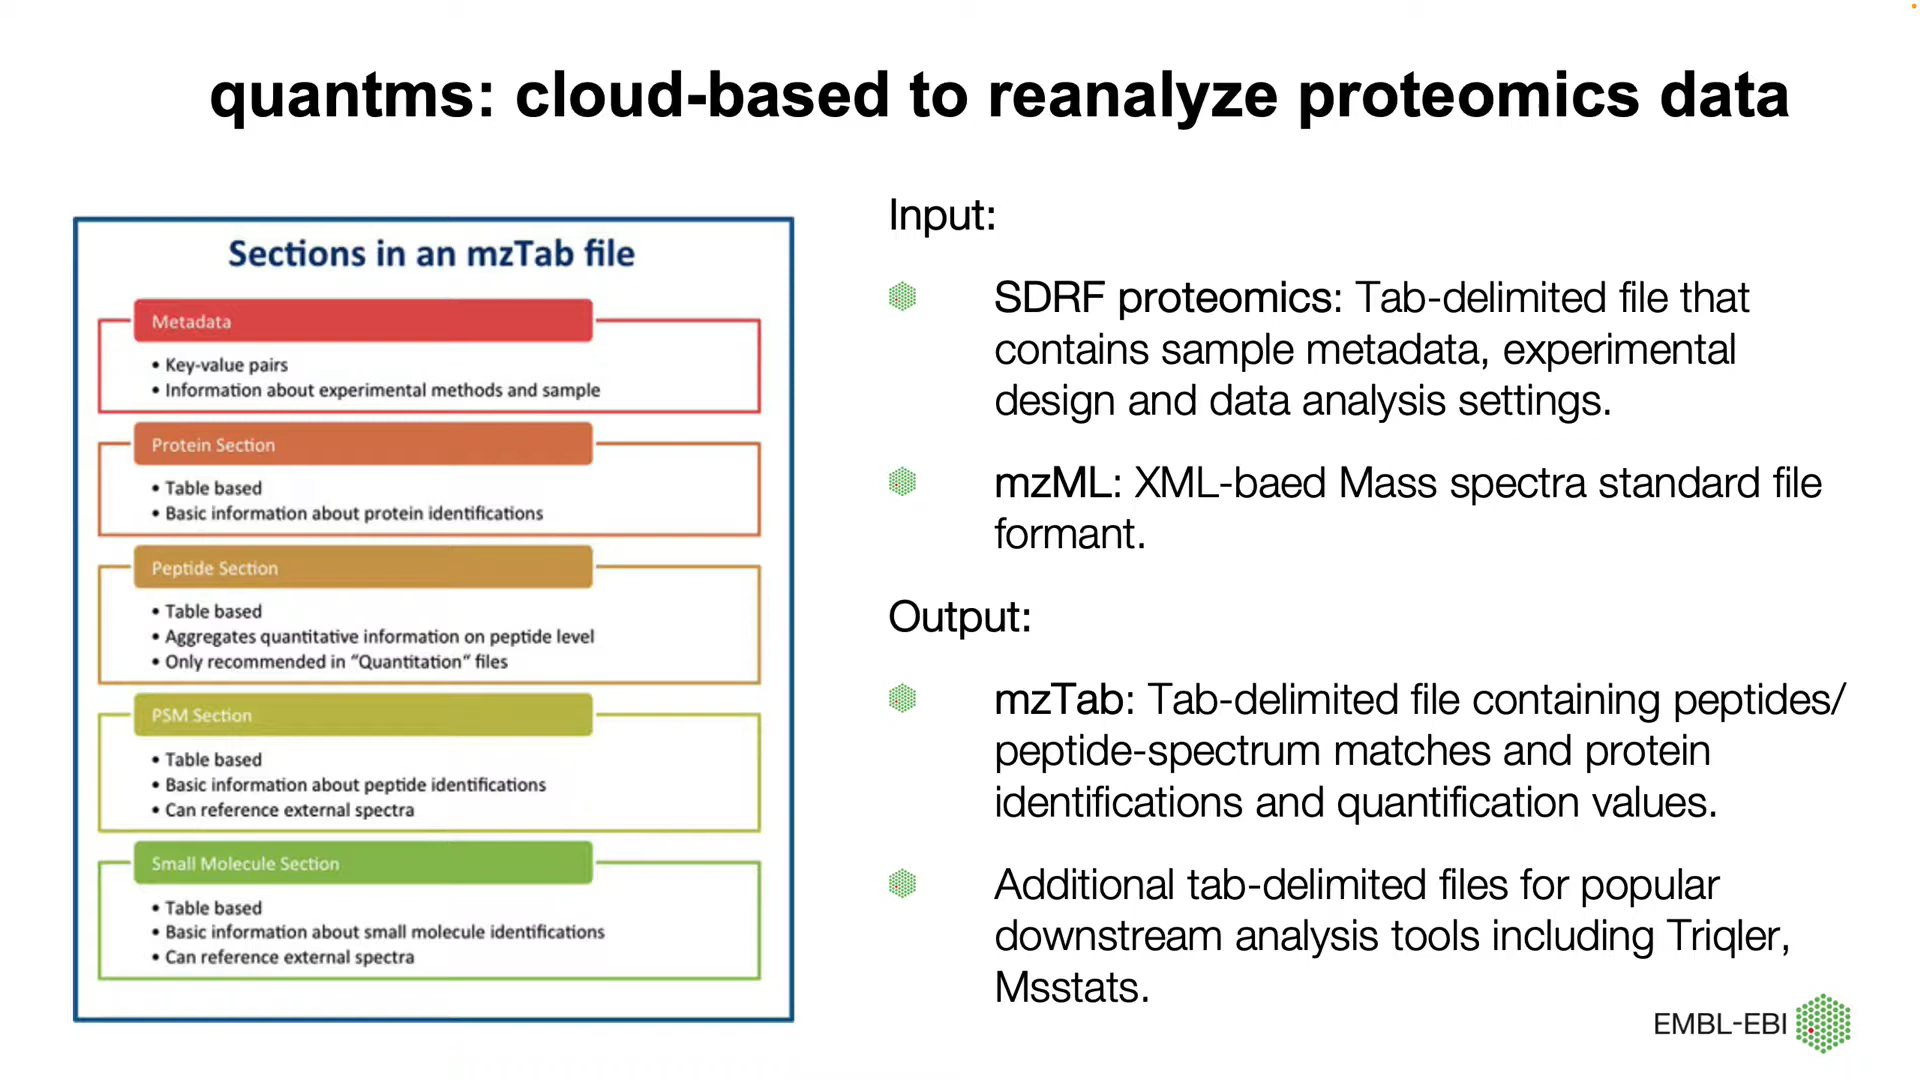 quantms: cloud-based to reanalyze proteomics data
Sections in an mzTab file
Metadata
• Key-value pairs
• Information about experimental methods and sample
Protein Section
• Table based
• Basic information about protein identifications
Peptide Section
• Table based
• Aggregates quantitative information on peptide level
• Only recommended in “Quantitation“ files
PSM Section
• Table based
• Basic information about peptide identifications
• Can reference external spectra
Small Molecule Section
• Table based
• Basic information about small molecule identifications
• Can reference external spectra
Input:
SDRF proteomics: Tab-delimited file that
contains sample metadata, experimental
design and data analysis settings.
mzML: XML-baed Mass spectra standard file
formant.
Output:
mzTab: Tab-delimited file containing peptides/
peptide-spectrum matches and protein
identifications and quantification values.
Additional tab-delimited files for popular
downstream analysis tools including Triqler,
Msstats.
EMBL-EBI